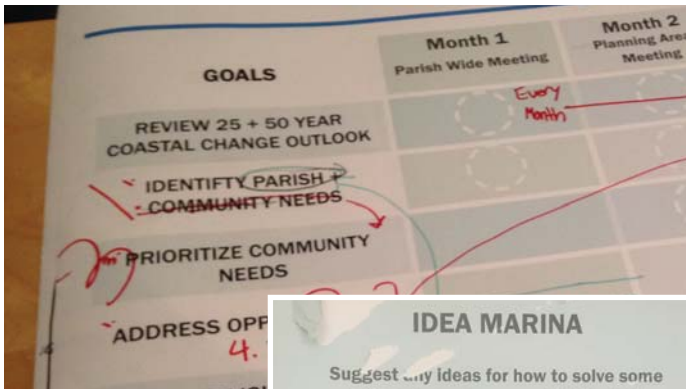 GOALS
Month 1
Parish Wide Meeting
Month 2
Planning Area
Meeting
REVIEW 25 + 50 YEAR
COASTAL CHANGE OUTLOOK
Every
Month
IDENTIFTY PARISH +
COMMUNITY NEEDS
PRIORITIZE COMMUNITY
NEEDS
ADDRESS OPP
4.
IDEA MARINA
Suggest any ideas for how to solve some